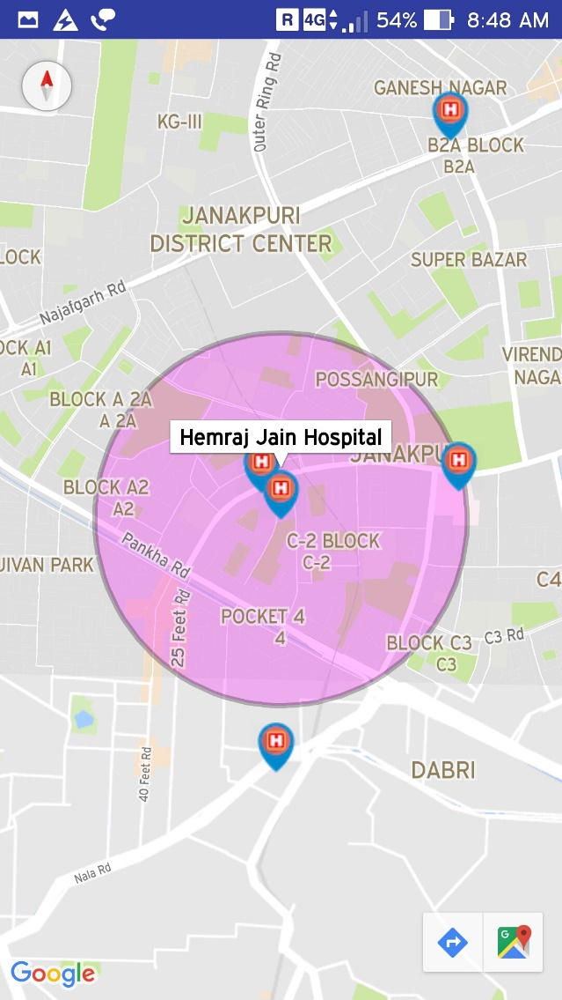 R 4G 54% 8:48 AM
Outer Ring Rd
GANESH NAGAR
KG-III
B2A BLOCK
B2A
JANAKPURI
DISTRICT CENTER
LOCK
SUPER BAZAR
Najafgarh Rd
OCK A1
A1
VIREND
NAGA
POSSANGIPUR
BLOCK A 2A
A 2A
Hemraj Jain Hospital
JANAKPU
BLOCK A2
A2
C-2 BLOCK
C-2
Pankha Rd
UIVAN PARK
C4
25 Feet Rd
POCKET 4
4
C3 Rd
BLOCK C3
C3
40 Feet Rd
DABRI
Nala Rd
G
Google
H
H
H
H
H